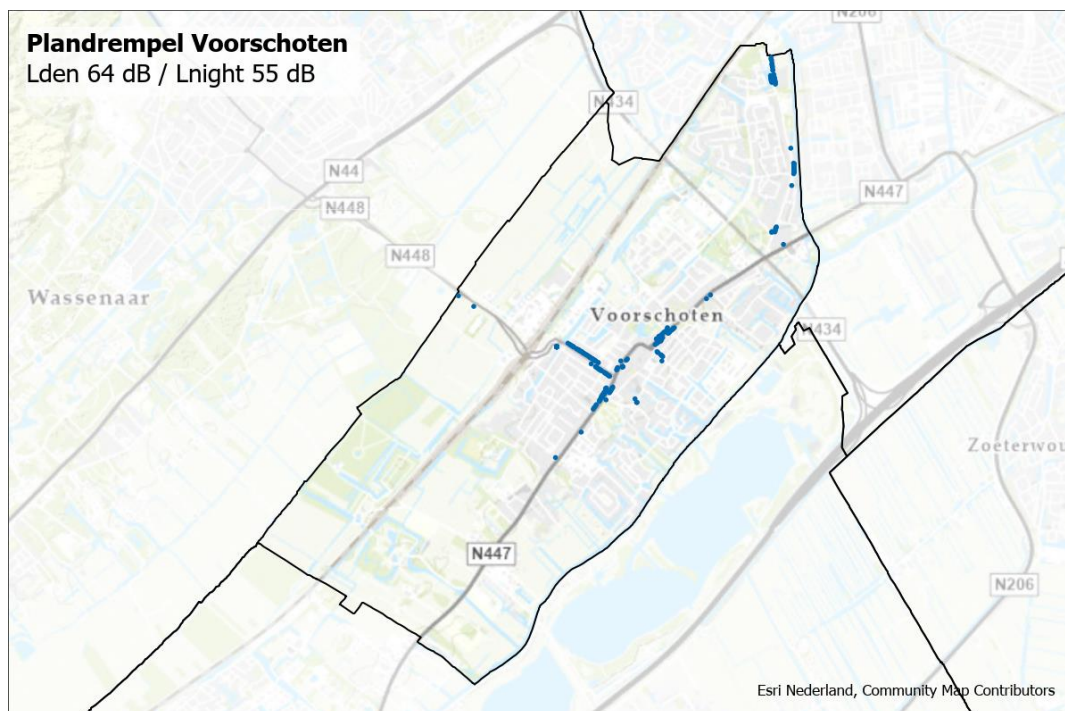 Plandrempel Voorschoten
Lden 64 dB / Lnight 55 dB
N206
N434
N44
N448
N447
N448
Wassenaar
Voorschoten
N434
Zoeterwou
N447
N206
Esri Nederland, Community Map Contributors